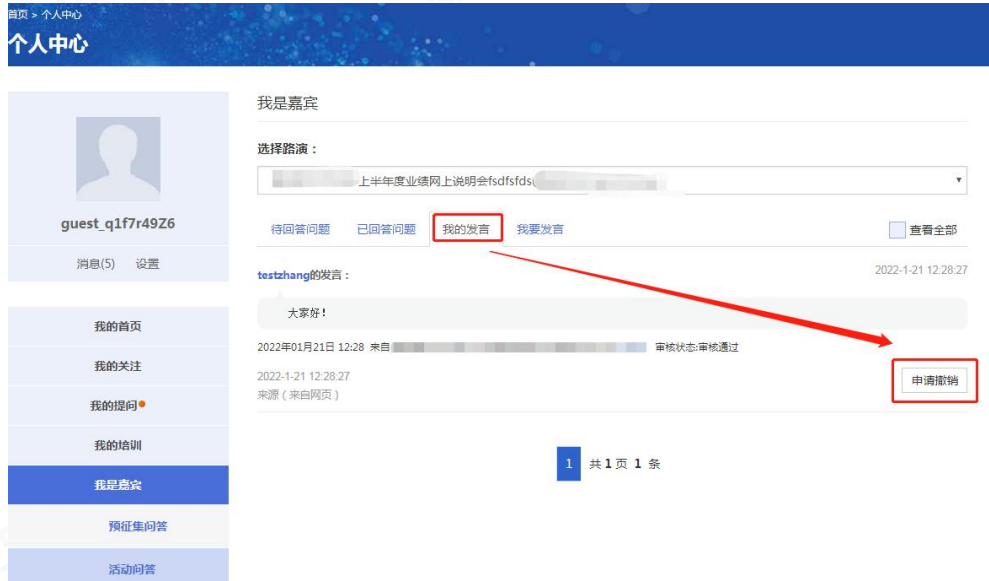 首页 > 个人中心
个人中心
guest_q1f7r49Z6
消息(5) 设置
我的首页
我的关注
我的提问
我的培训
我是嘉宾
预征集问答
活动问答
我是嘉宾
选择路演：
上半年度业绩网上说明会fsdfsfds
待回答问题 已回答问题 我的发言 我要发言 查看全部
testzhang的发言： 2022-1-21 12:28:27
大家好！
2022年01月21日 12:28 来自 审核状态:审核通过
2022-1-21 12:28:27
来源（来自网页）
申请撤销
1 共 1 页 1 条